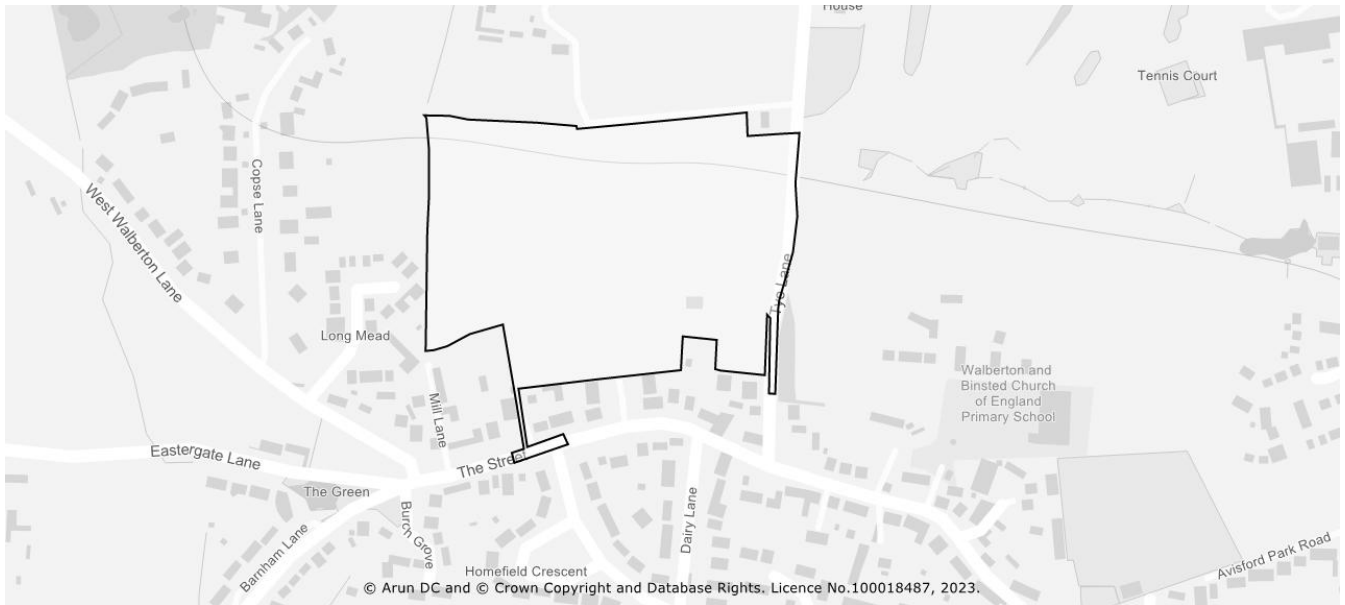 House
Tennis Court
Copse Lane
West Walberton Lane
Tye Lane
Long Mead
Walberton and
Binsted Church
of England
Primary School
Mill Lane
Eastergate Lane
The Street
The Green
Burch Grove
Dairy Lane
Barnham Lane
Homefield Crescent
Avisford Park Road
© Arun DC and © Crown Copyright and Database Rights. Licence No.100018487, 2023.